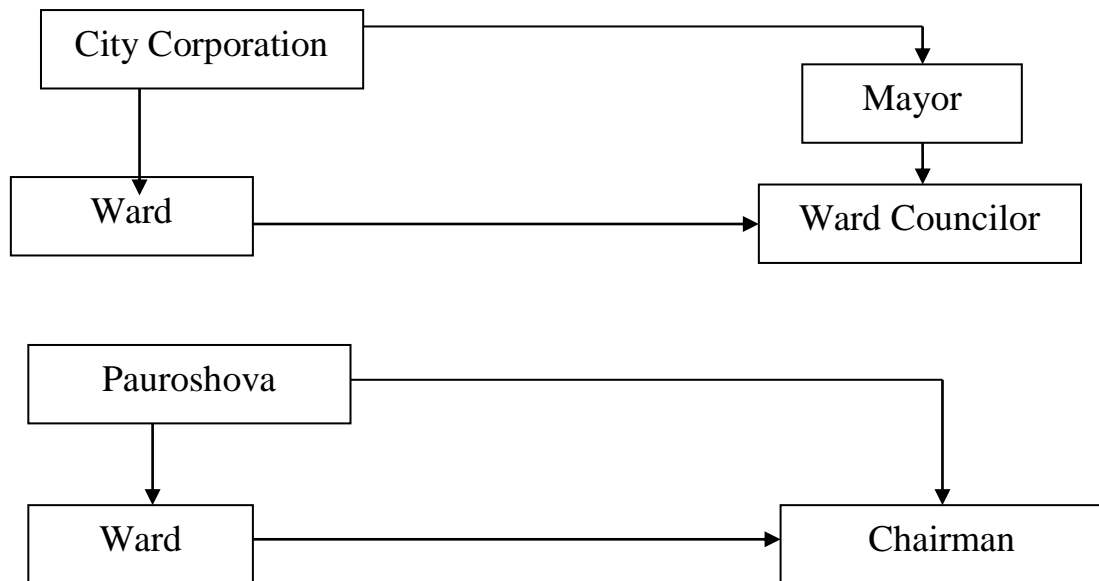 City Corporation
Mayor
Ward
Ward Councilor
Pauroshova
Ward
Chairman